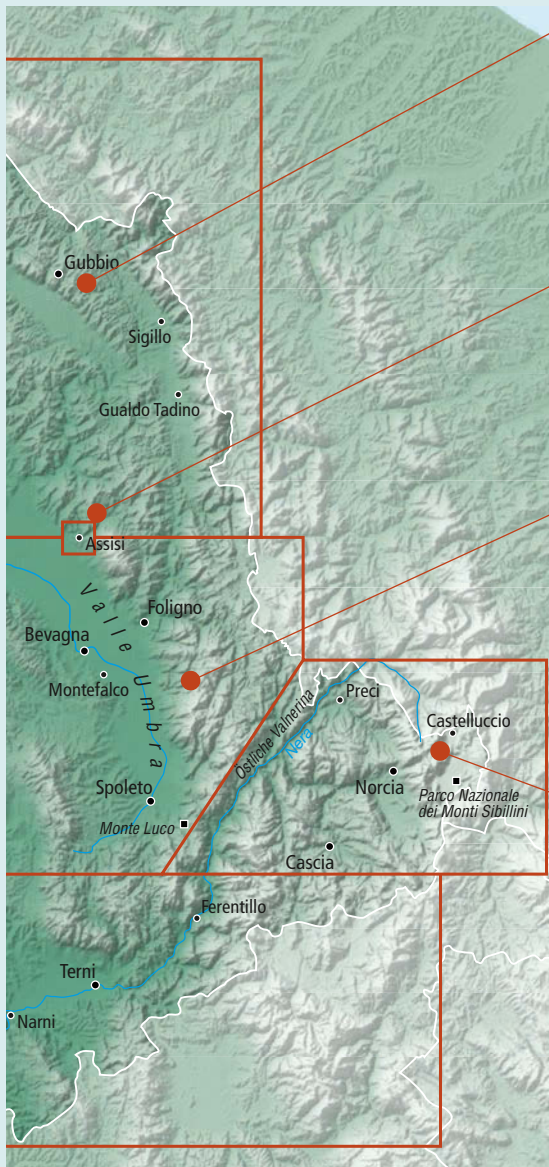 Gubbio
Sigillo
Gualdo Tadino
Assisi
Valle Umbra
Foligno
Bevagna
Montefalco
Östliche Valnerina
Nera
Preci
Castelluccio
Spoleto
Norcia
Parco Nazionale
dei Monti Sibillini
Monte Luco
Cascia
Ferentillo
Terni
Narni